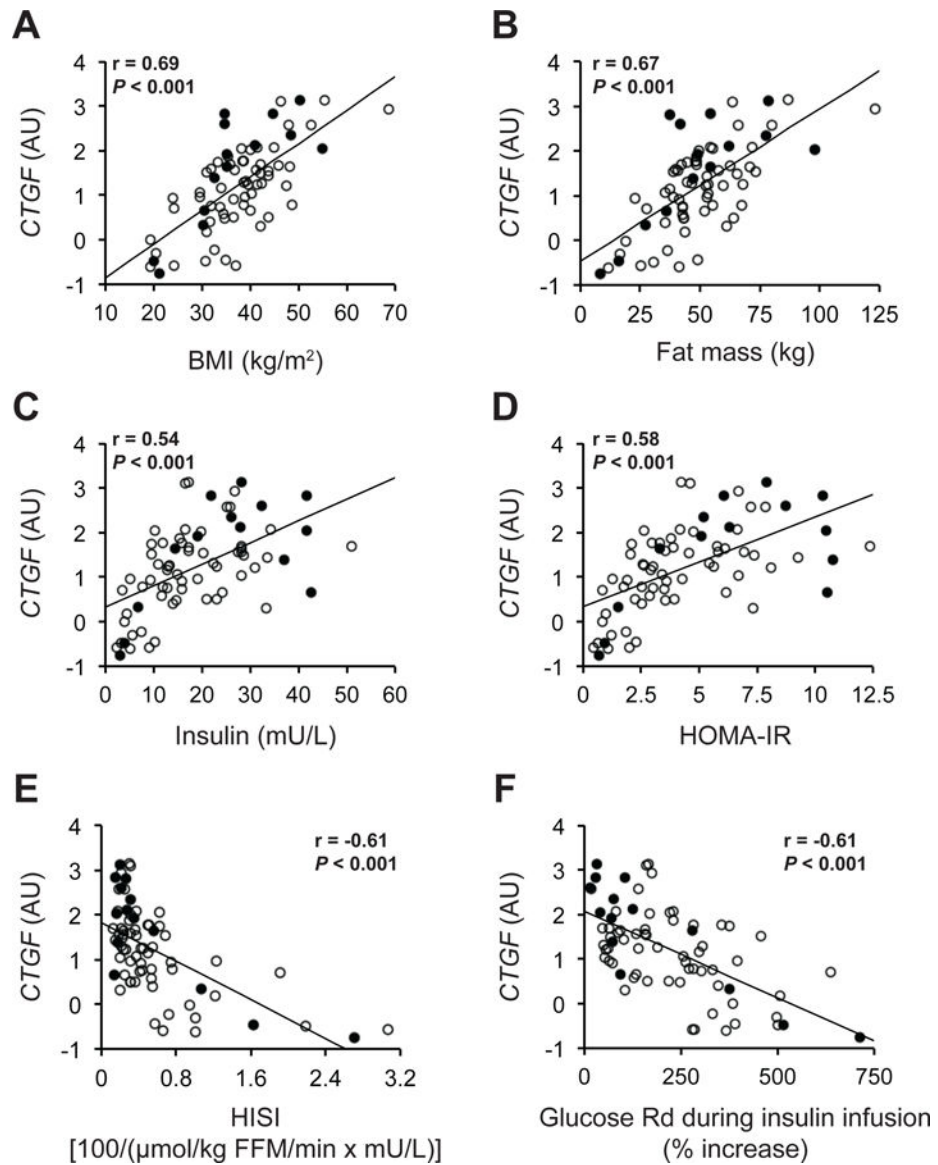 A
r = 0.69
P < 0.001
CTGF (AU)
4
3
2
1
0
-1
10 20 30 40 50 60 70
BMI (kg/m²)
B
r = 0.67
P < 0.001
CTGF (AU)
4
3
2
1
0
-1
0 25 50 75 100 125
Fat mass (kg)
C
r = 0.54
P < 0.001
CTGF (AU)
4
3
2
1
0
-1
0 10 20 30 40 50 60
Insulin (mU/L)
D
r = 0.58
P < 0.001
CTGF (AU)
4
3
2
1
0
-1
0 2.5 5 7.5 10 12.5
HOMA-IR
E
r = -0.61
P < 0.001
CTGF (AU)
4
3
2
1
0
-1
0 0.8 1.6 2.4 3.2
HISI
[100/(μmol/kg FFM/min x mU/L)]
F
r = -0.61
P < 0.001
CTGF (AU)
4
3
2
1
0
-1
0 250 500 750
Glucose Rd during insulin infusion
(% increase)